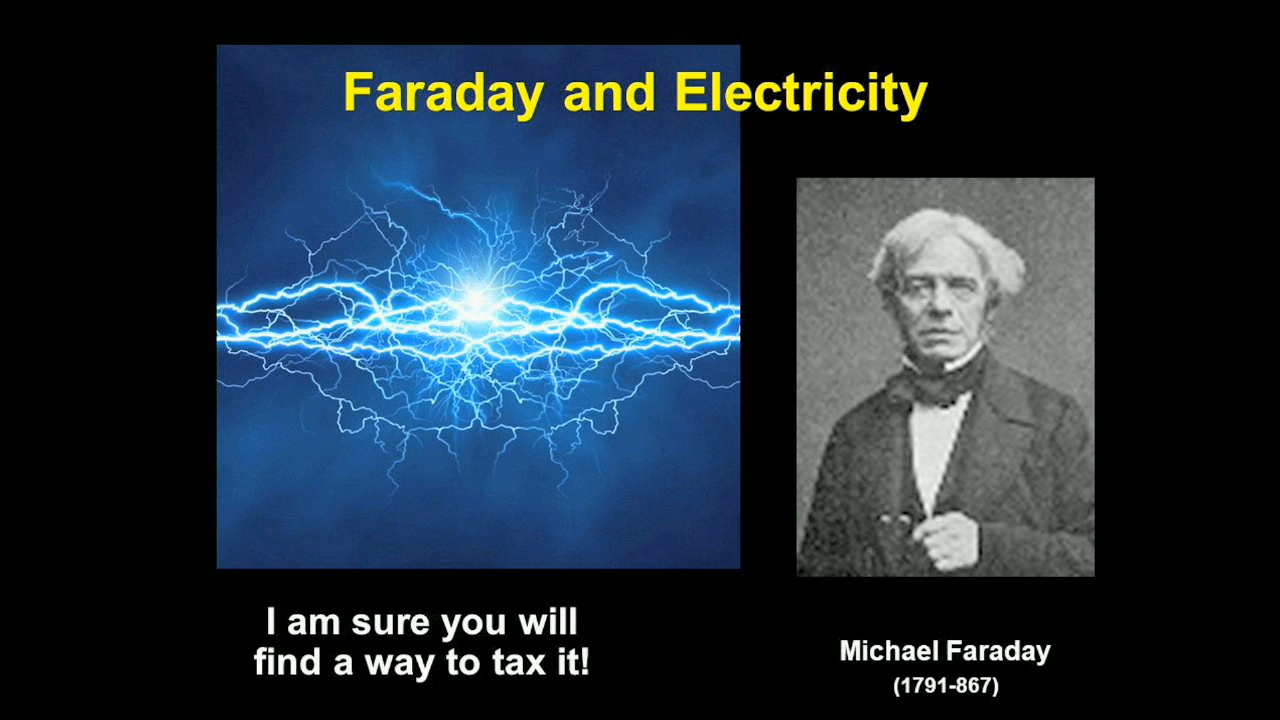 Faraday and Electricity
I am sure you will
find a way to tax it!
Michael Faraday
(1791-867)